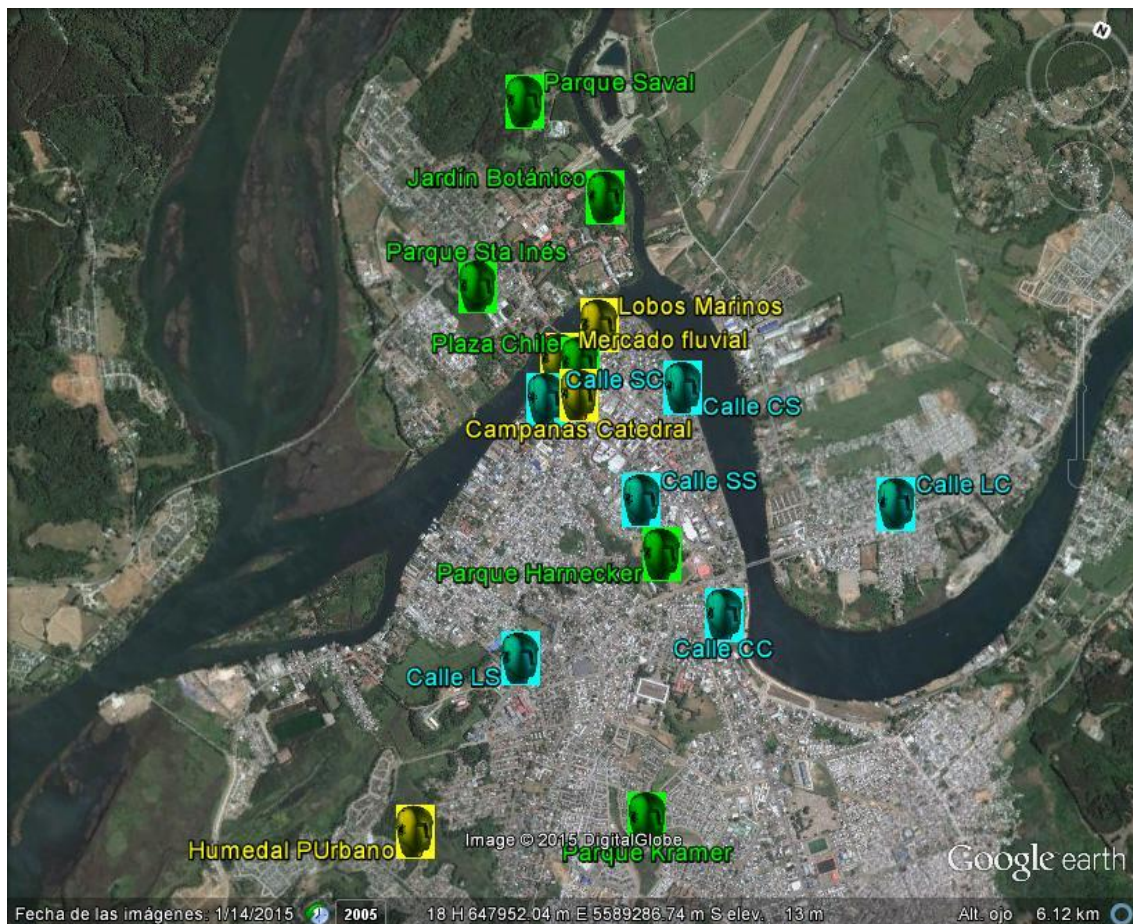 N
Parque Saval
Jardín Botánico
Parque Sta Inés
Lobos Marinos
Plaza Chile
Mercado fluvial
Calle SC
Calle CS
Campanas Catedral
Calle SS
Calle LC
Parque Harnecker
Calle CC
Calle LS
Humedal PUrbano
Image © 2015 DigitalGlobe
Parque Kramer
Google earth
Fecha de las imágenes: 1/14/2015 2005 18 H 647952.04 m E 5589286.74 m S elev. 13 m Alt. ojo 6.12 km